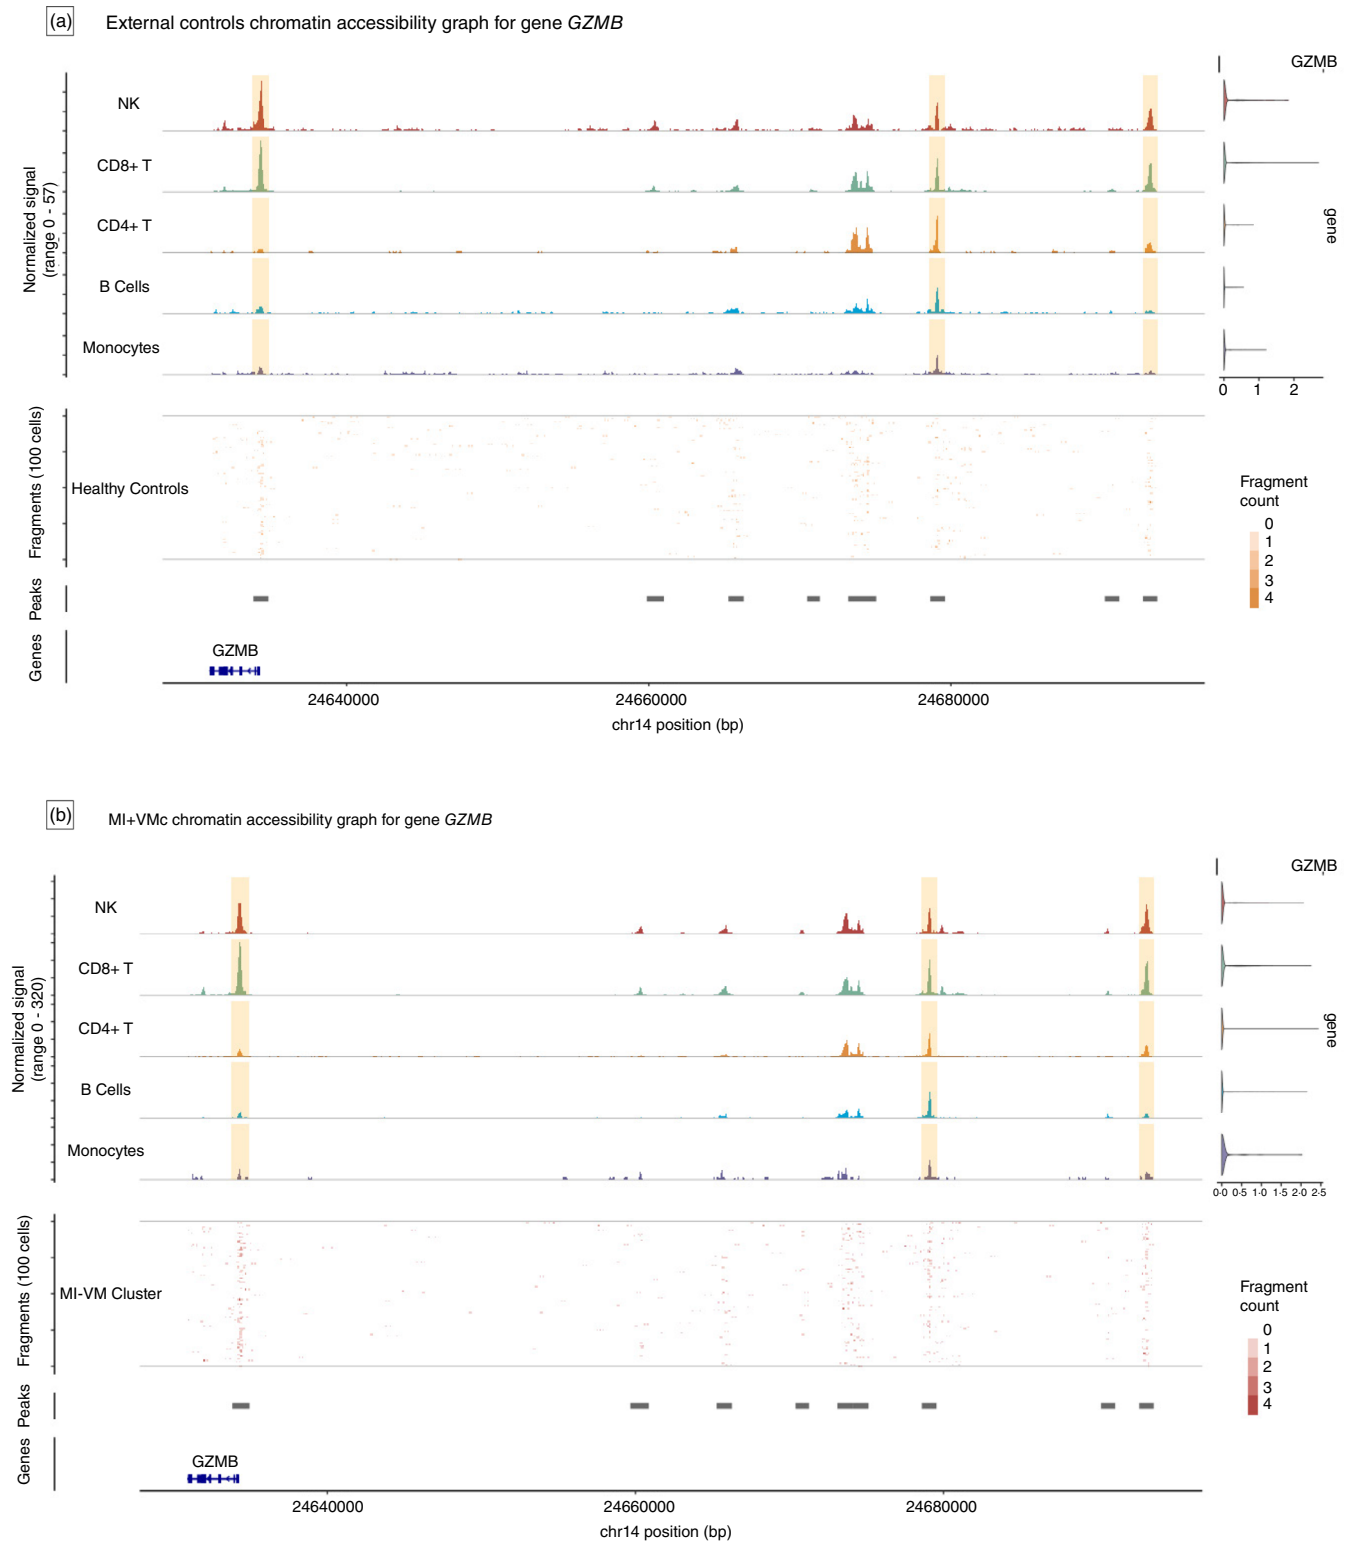 (a)
External controls chromatin accessibility graph for gene GZMB
GZMB
NK
CD8+ T
CD4+ T
B Cells
Monocytes
Normalized signal
(range 0 - 57)
gene
0 1 2
Fragments (100 cells)
Healthy Controls
Fragment
count
0
1
2
3
4
Peaks
Genes
GZMB
24640000 24660000 24680000
chr14 position (bp)
(b)
MI+VMc chromatin accessibility graph for gene GZMB
GZMB
NK
CD8+ T
CD4+ T
B Cells
Monocytes
Normalized signal
(range 0 - 320)
gene
0·0 0·5 1·0 1·5 2·0 2·5
Fragments (100 cells)
MI-VM Cluster
Fragment
count
0
1
2
3
4
Peaks
Genes
GZMB
24640000 24660000 24680000
chr14 position (bp)